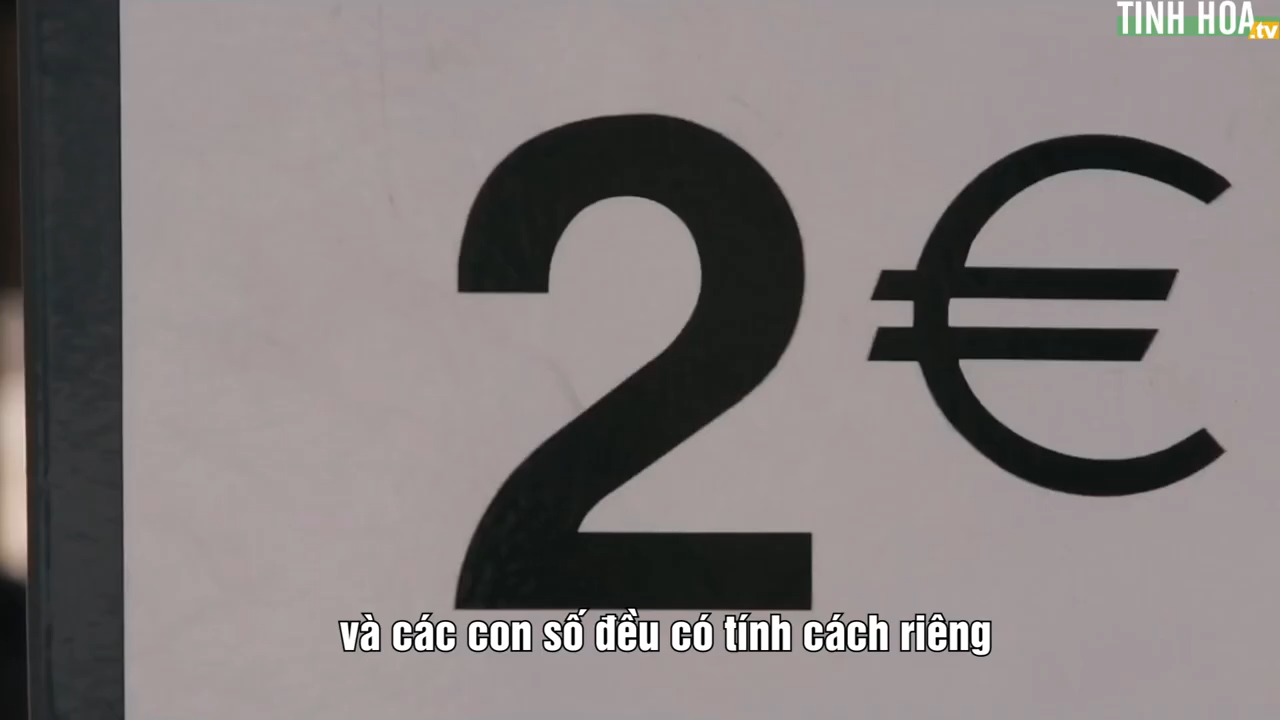 TINH HOA
.tv
2 €
và các con số đều có tính cách riêng